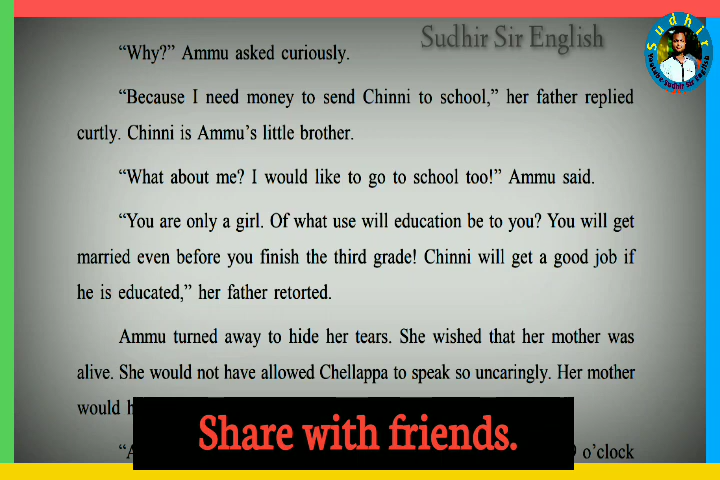 Sudhir Sir English
Sudhir
Youtube Sudhir Sir English
“Why?” Ammu asked curiously.
“Because I need money to send Chinni to school,” her father replied
curtly. Chinni is Ammu’s little brother.
“What about me? I would like to go to school too!” Ammu said.
“You are only a girl. Of what use will education be to you? You will get
married even before you finish the third grade! Chinni will get a good job if
he is educated,” her father retorted.
Ammu turned away to hide her tears. She wished that her mother was
alive. She would not have allowed Chellappa to speak so uncaringly. Her mother
would
Share with friends.
o’clock